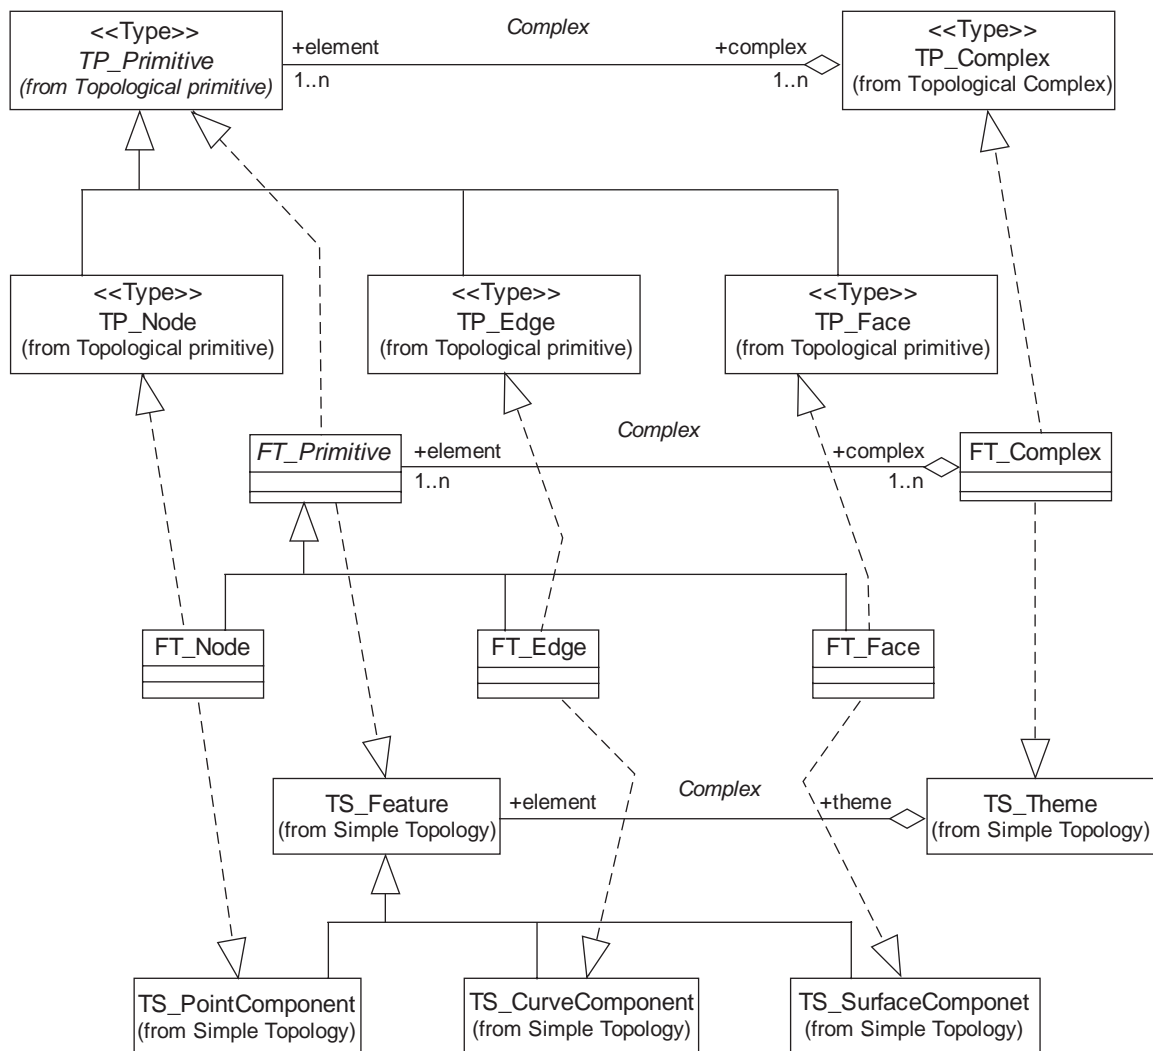 <<Type>>
TP_Primitive
(from Topological primitive)
+element
1..n
Complex
+complex
1..n
<<Type>>
TP_Complex
(from Topological Complex)
<<Type>>
TP_Node
(from Topological primitive)
<<Type>>
TP_Edge
(from Topological primitive)
<<Type>>
TP_Face
(from Topological primitive)
FT_Primitive
+element
1..n
Complex
+complex
1..n
FT_Complex
FT_Node
FT_Edge
FT_Face
TS_Feature
(from Simple Topology)
+element
Complex
+theme
TS_Theme
(from Simple Topology)
TS_PointComponent
(from Simple Topology)
TS_CurveComponent
(from Simple Topology)
TS_SurfaceComponet
(from Simple Topology)